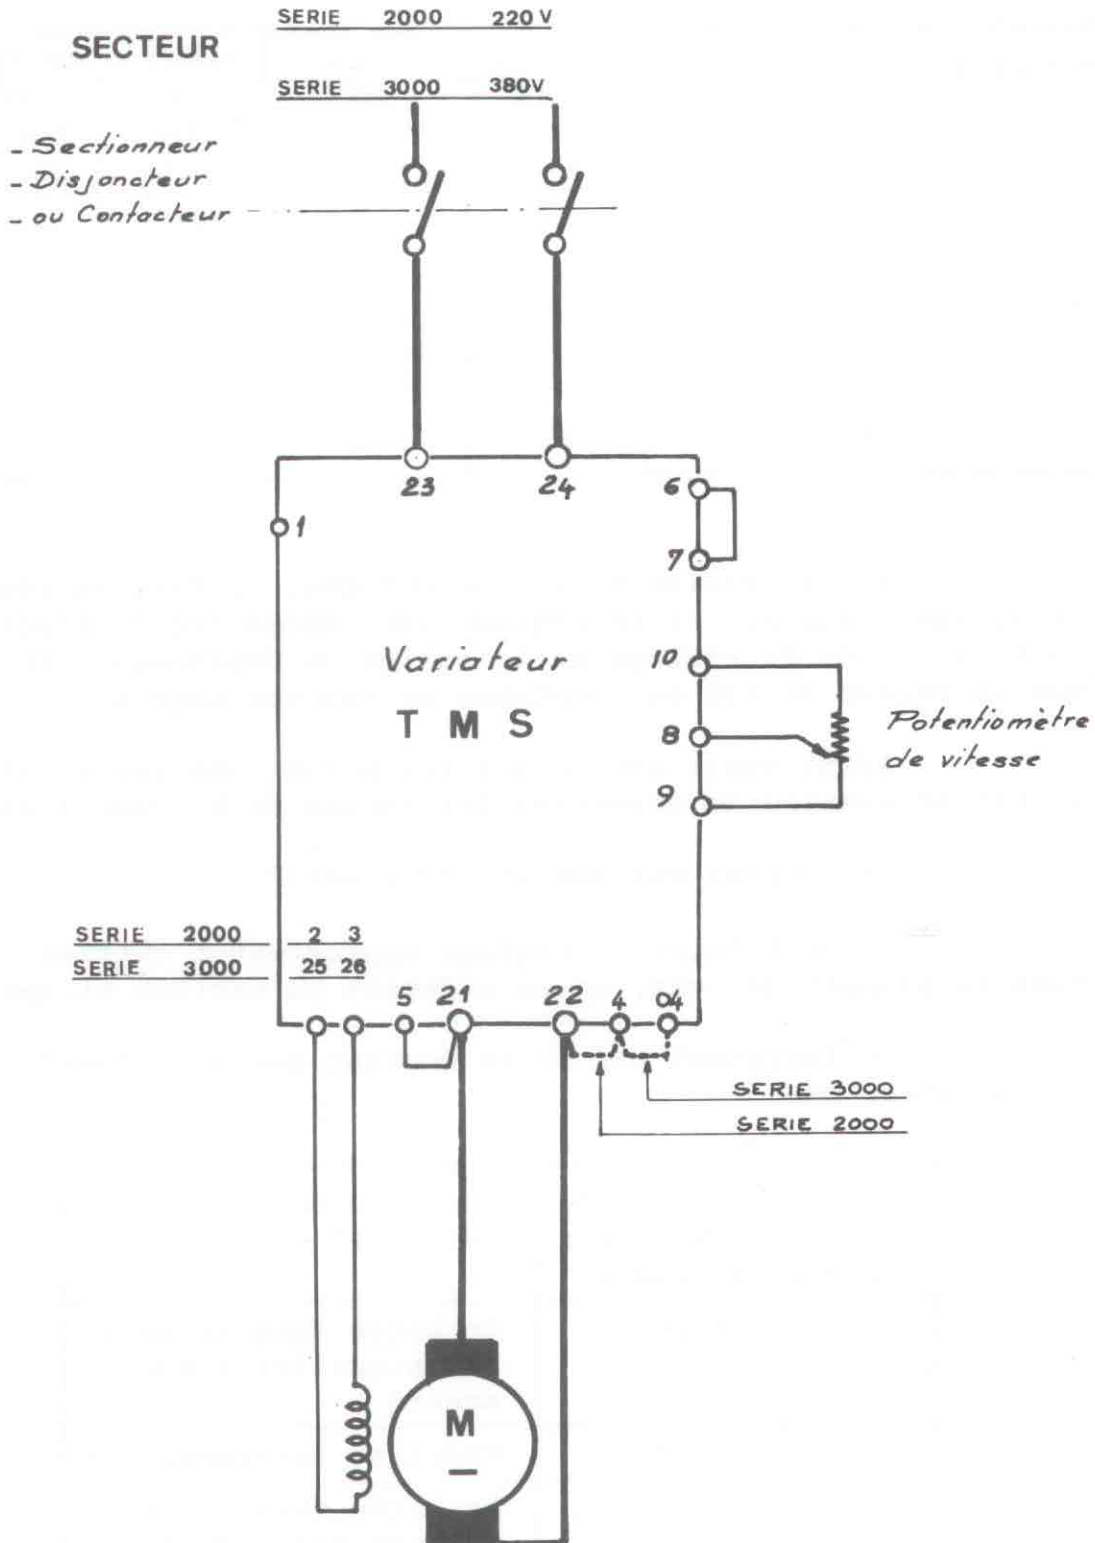 SERIE 2000 220 V
SECTEUR
SERIE 3000 380V
- Sectionneur
- Disjoncteur
- ou Contacteur
23 24 6
1
7
Variateur 10
T M S
8 Potentiomètre
de vitesse
9
SERIE 2000 2 3
SERIE 3000 25 26
5 21 22 4 04
SERIE 3000
SERIE 2000
M